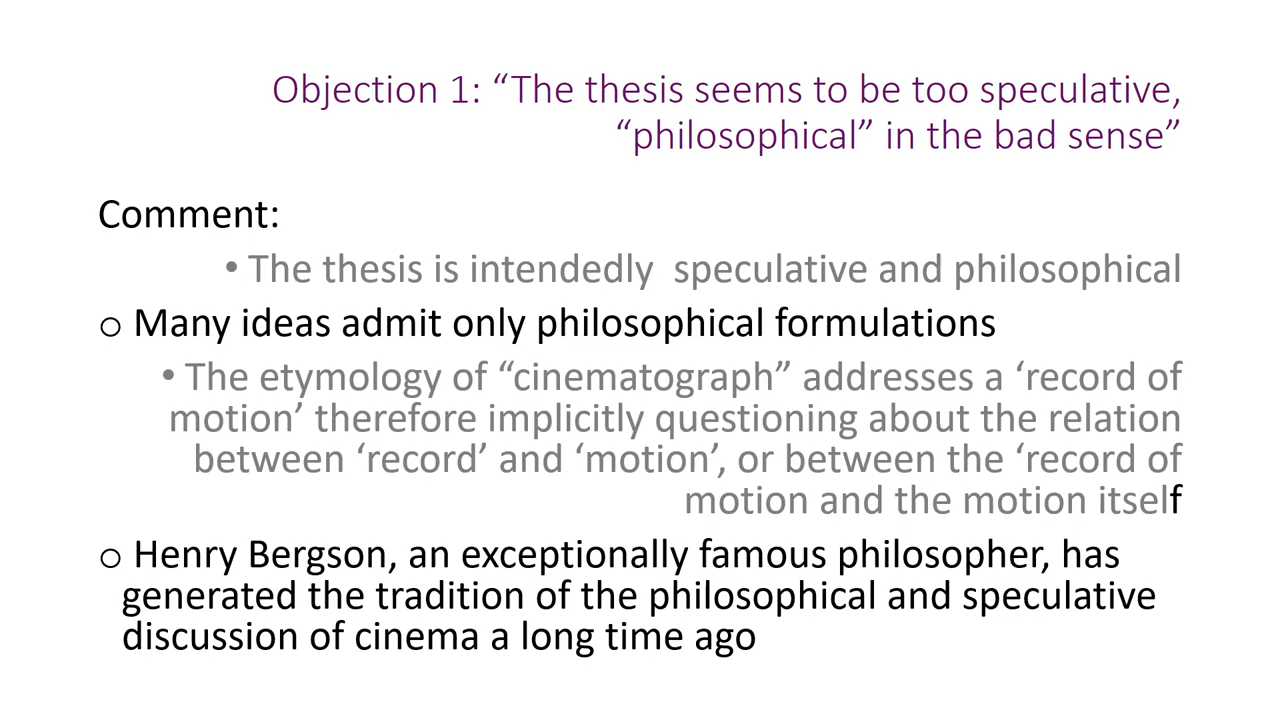 Objection 1: “The thesis seems to be too speculative,
“philosophical” in the bad sense”
Comment:
• The thesis is intendedly  speculative and philosophical
o Many ideas admit only philosophical formulations
• The etymology of “cinematograph” addresses a ‘record of
motion’ therefore implicitly questioning about the relation
between ‘record’ and ‘motion’, or between the ‘record of
motion and the motion itself
o Henry Bergson, an exceptionally famous philosopher, has
generated the tradition of the philosophical and speculative
discussion of cinema a long time ago